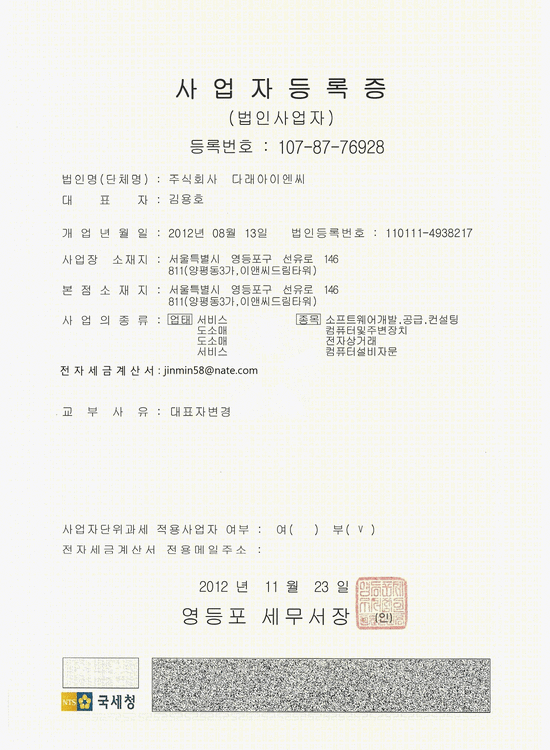 사 업 자 등 록 증
(법인사업자)
등록번호 : 107-87-76928
법인명(단체명) : 주식회사 다래아이엔씨
대 표 자 : 김용호
개 업 년 월 일 : 2012년 08월 13일 법인등록번호 : 110111-4938217
사업장 소재지 : 서울특별시 영등포구 선유로 146
811(양평동3가,이앤씨드림타워)
본 점 소 재 지 : 서울특별시 영등포구 선유로 146
811(양평동3가,이앤씨드림타워)
사 업 의 종 류 : 업태 서비스 종목 소프트웨어개발,공급,컨설팅
도소매 컴퓨터및주변장치
도소매 전자상거래
서비스 컴퓨터설비자문
전 자 세 금 계 산 서 : jinmin58@nate.com
교 부 사 유 : 대표자변경
사업자단위과세 적용사업자 여부 : 여( ) 부( v )
전자세금계산서 전용메일주소 :
2012 년 11 월 23 일
영등포 세무서장 (인)
NTS 국세청